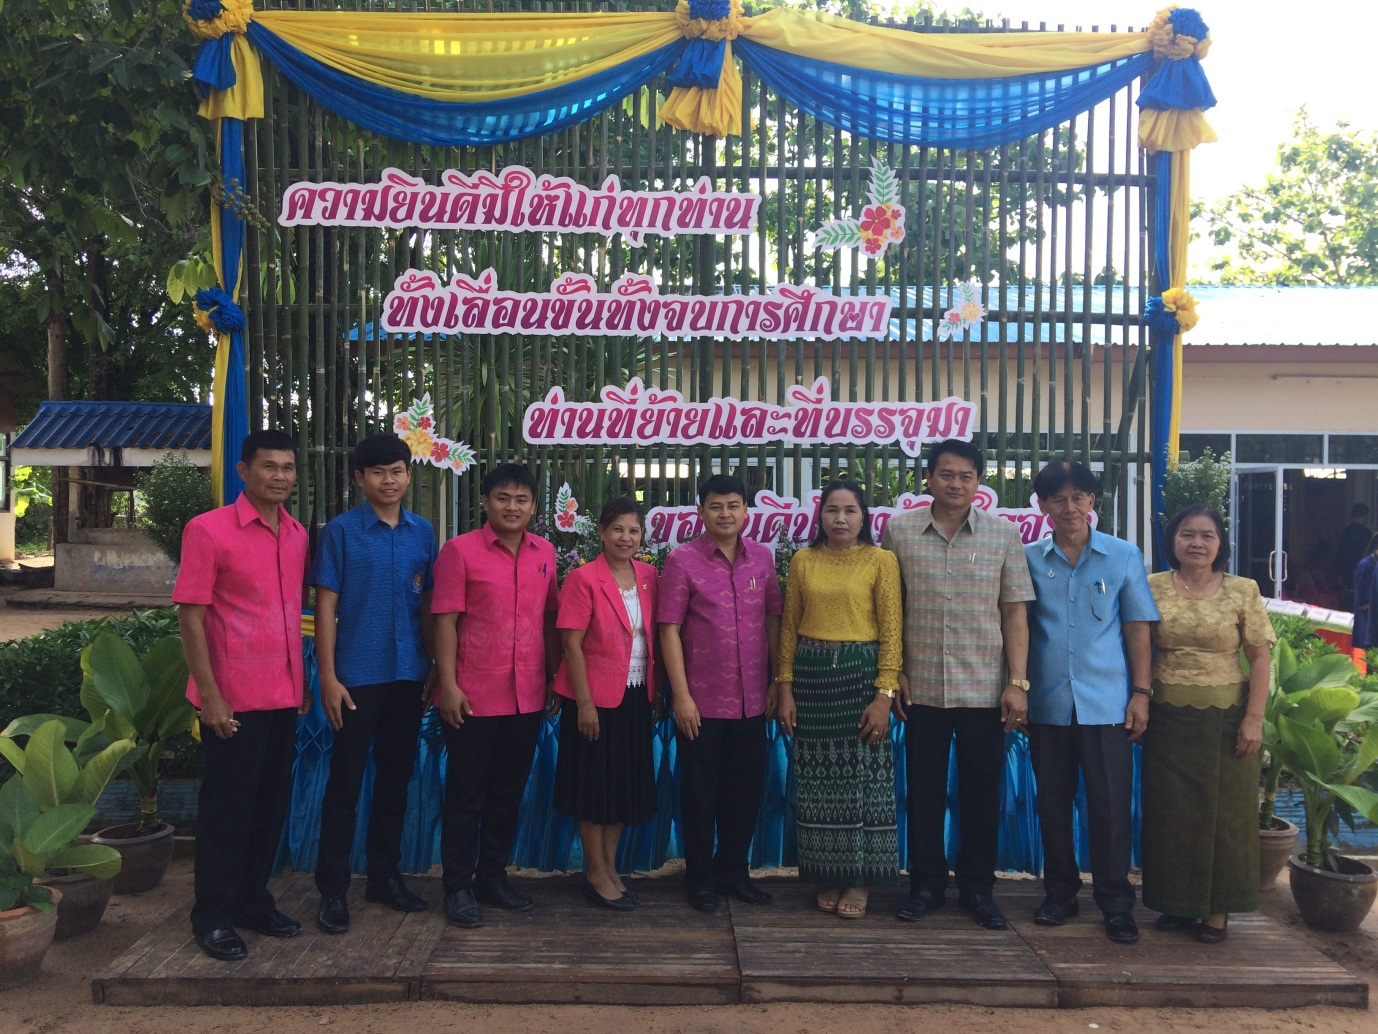 ความยินดีมีให้แก่ทุกท่าน
ทั้งเลื่อนขั้นทั้งจบการศึกษา
ท่านที่ย้ายและที่บรรจุมา